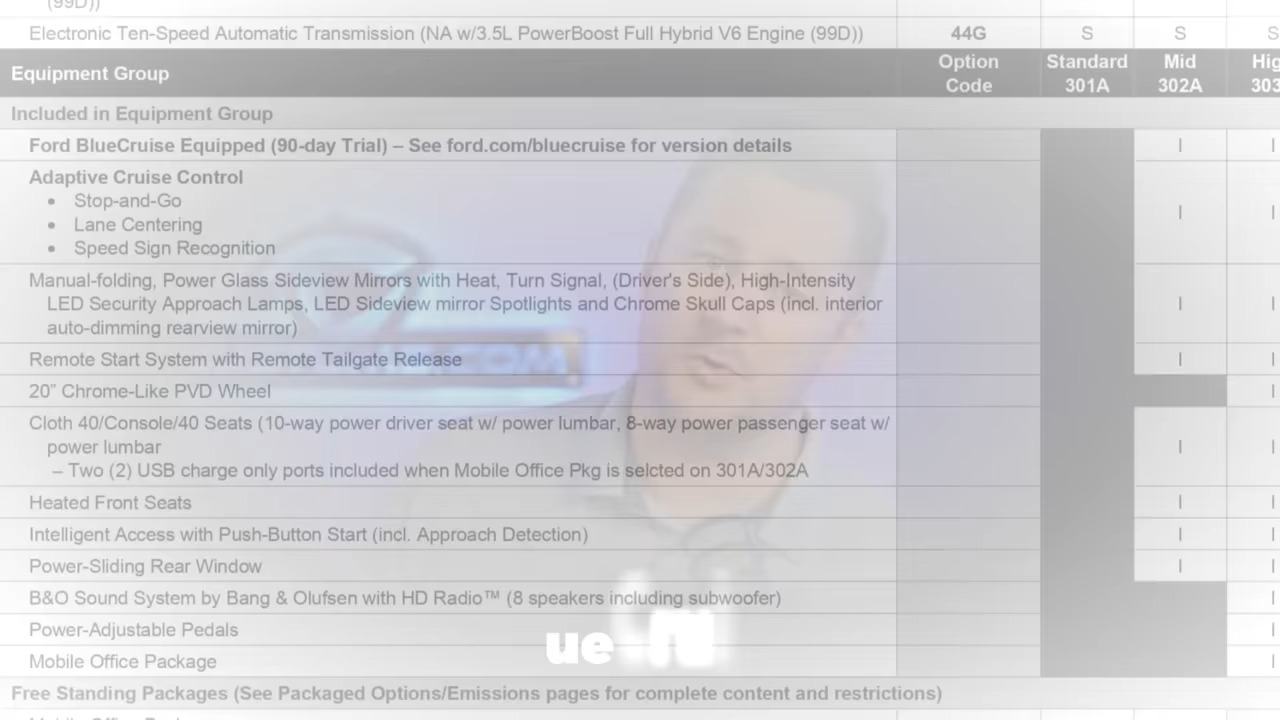 (99D))
Electronic Ten-Speed Automatic Transmission (NA w/3.5L PowerBoost Full Hybrid V6 Engine (99D)) 44G S S S
Equipment Group Option Code Standard 301A Mid 302A
Included in Equipment Group
Ford BlueCruise Equipped (90-day Trial) – See ford.com/bluecruise for version details I I
Adaptive Cruise Control
• Stop-and-Go
• Lane Centering I I
• Speed Sign Recognition
Manual-folding, Power Glass Sideview Mirrors with Heat, Turn Signal, (Driver's Side), High-Intensity
LED Security Approach Lamps, LED Sideview mirror Spotlights and Chrome Skull Caps (incl. interior I I
auto-dimming rearview mirror)
Remote Start System with Remote Tailgate Release I I
20” Chrome-Like PVD Wheel I
Cloth 40/Console/40 Seats (10-way power driver seat w/ power lumbar, 8-way power passenger seat w/
power lumbar I I
– Two (2) USB charge only ports included when Mobile Office Pkg is selcted on 301A/302A
Heated Front Seats I I
Intelligent Access with Push-Button Start (incl. Approach Detection) I I
Power-Sliding Rear Window I I
B&O Sound System by Bang & Olufsen with HD Radio™ (8 speakers including subwoofer) I
Power-Adjustable Pedals I
Mobile Office Package I
Free Standing Packages (See Packaged Options/Emissions pages for complete content and restrictions)
ue